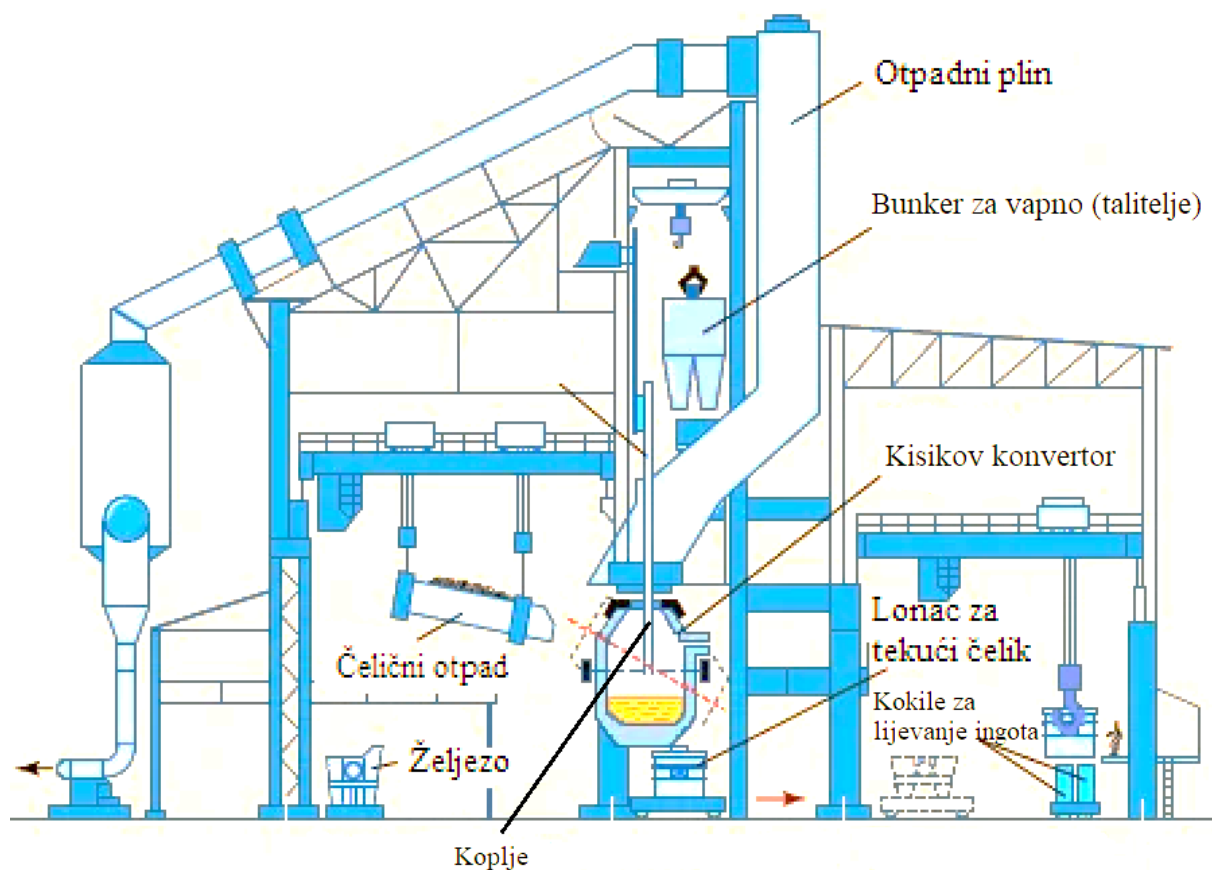 Otpadni plin
Bunker za vapno (talitelje)
Kisikov konvertor
Lonac za
tekući čelik
Čelični otpad
Kokile za
lijevanje ingota
Željezo
Koplje